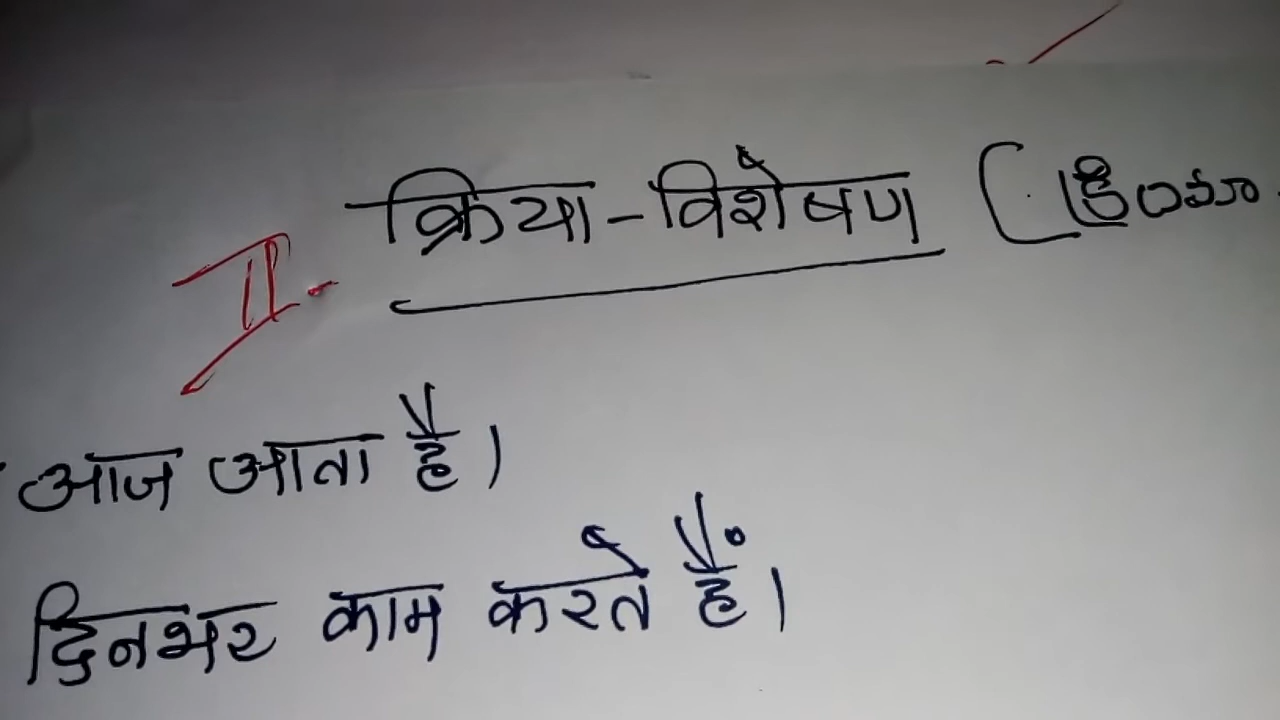 II. क्रिया-विशेषण (
आज आता है।
दिनभर काम करते हैं।